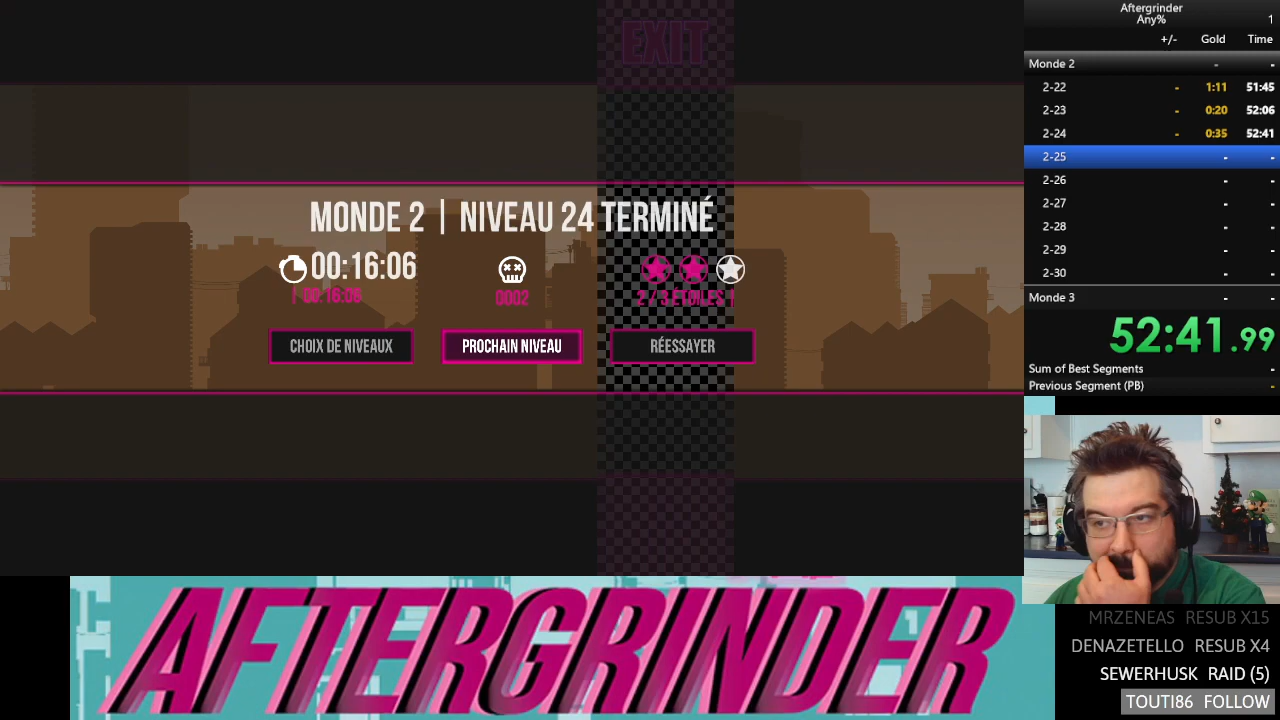 EXIT
MONDE 2 | NIVEAU 24 TERMINÉ
00:16:06
| 00:16:06
0002
2 / 3 ÉTOILES !
CHOIX DE NIVEAUX
PROCHAIN NIVEAU
RÉESSAYER
Aftergrinder
Any%
1
+/- Gold Time
Monde 2 - -
2-22 - 1:11 51:45
2-23 - 0:20 52:06
2-24 - 0:35 52:41
2-25 - -
2-26 - -
2-27 - -
2-28 - -
2-29 - -
2-30 - -
Monde 3 - -
52:41.99
Sum of Best Segments -
Previous Segment (PB) -
MRZENEAS RESUB X15
DENAZETELLO RESUB X4
SEWERHUSK RAID (5)
TOUTI86 FOLLOW
AFTERGRINDER